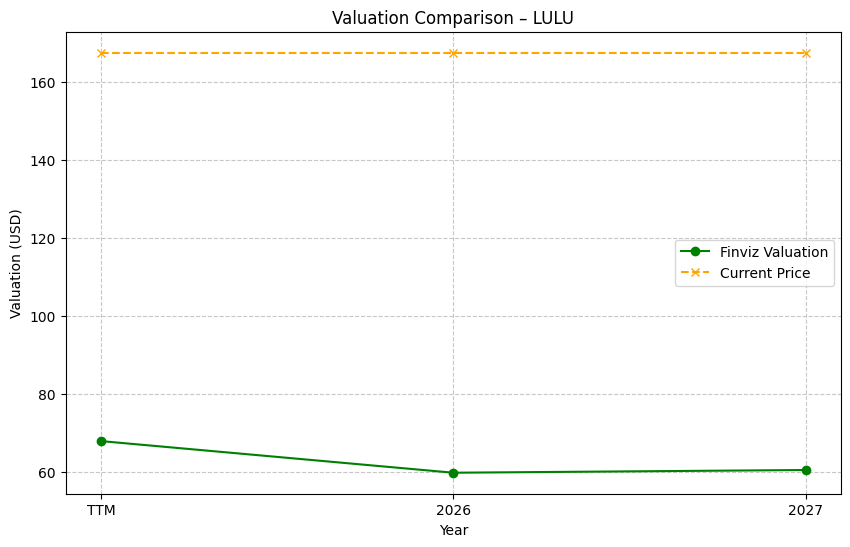 Valuation Comparison – LULU
Valuation (USD)
160
140
120
100
80
60
Finviz Valuation
Current Price
TTM 2026 2027
Year